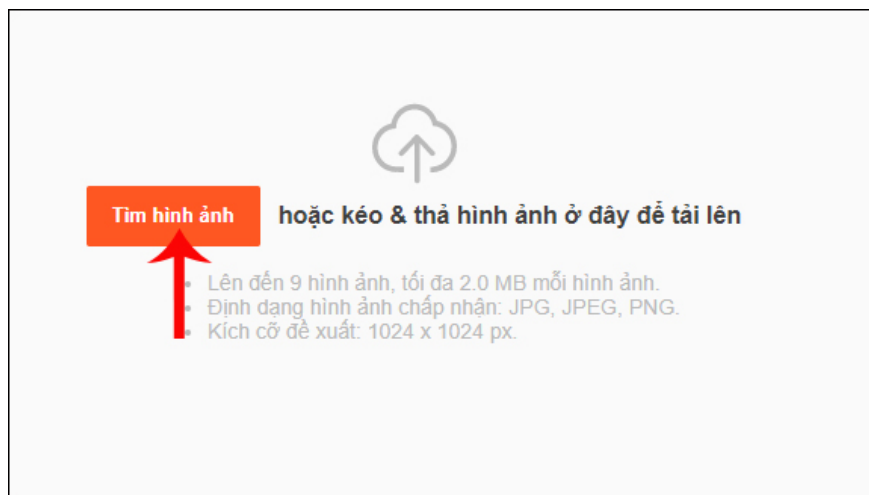 Tìm hình ảnh
hoặc kéo & thả hình ảnh ở đây để tải lên
Lên đến 9 hình ảnh, tối đa 2.0 MB mỗi hình ảnh.
Định dạng hình ảnh chấp nhận: JPG, JPEG, PNG.
Kích cỡ đề xuất: 1024 x 1024 px.